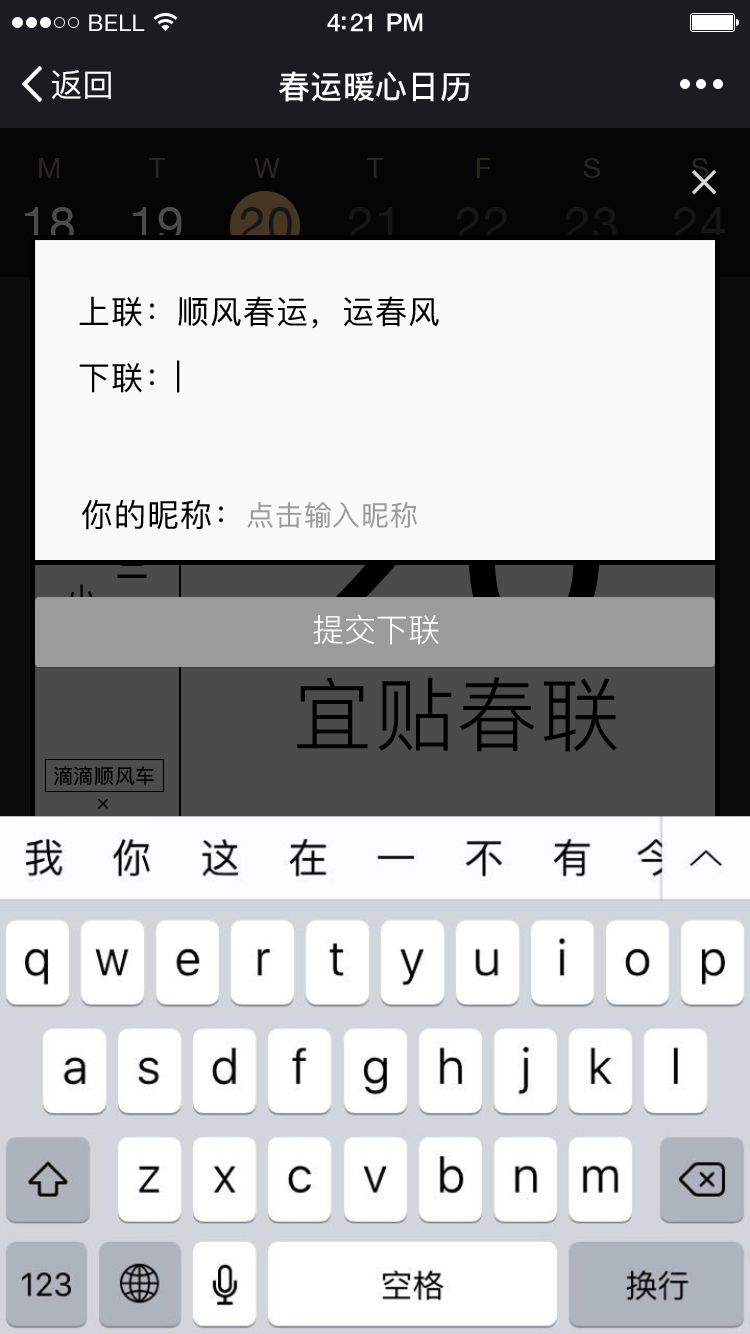 BELL 4:21 PM
返回 春运暖心日历
M T W T F S S
18 19 20 21 22 23 24
上联：顺风春运，运春风
下联：
你的昵称：点击输入昵称
提交下联
宜贴春联
滴滴顺风车
×
我 你 这 在 一 不 有 今
q w e r t y u i o p
a s d f g h j k l
z x c v b n m
123 空格 换行